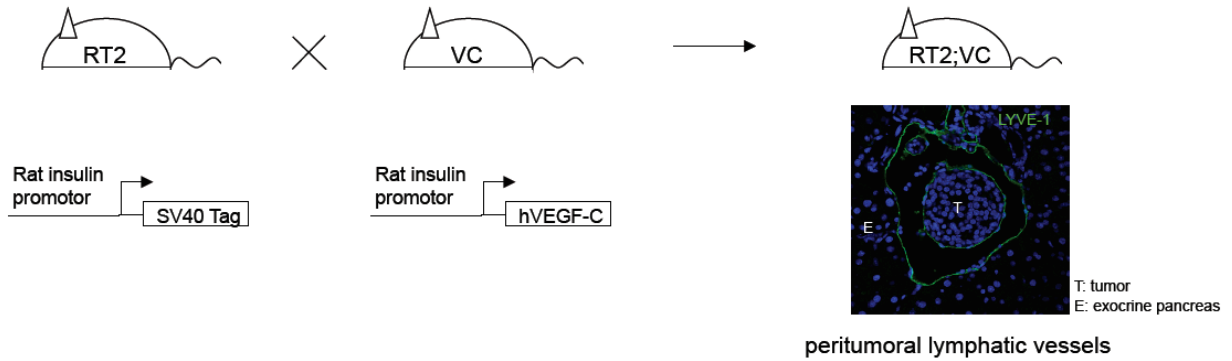 RT2
VC
RT2;VC
LYVE-1
Rat insulin
promotor
SV40 Tag
Rat insulin
promotor
hVEGF-C
T
E
T: tumor
E: exocrine pancreas
peritumoral lymphatic vessels